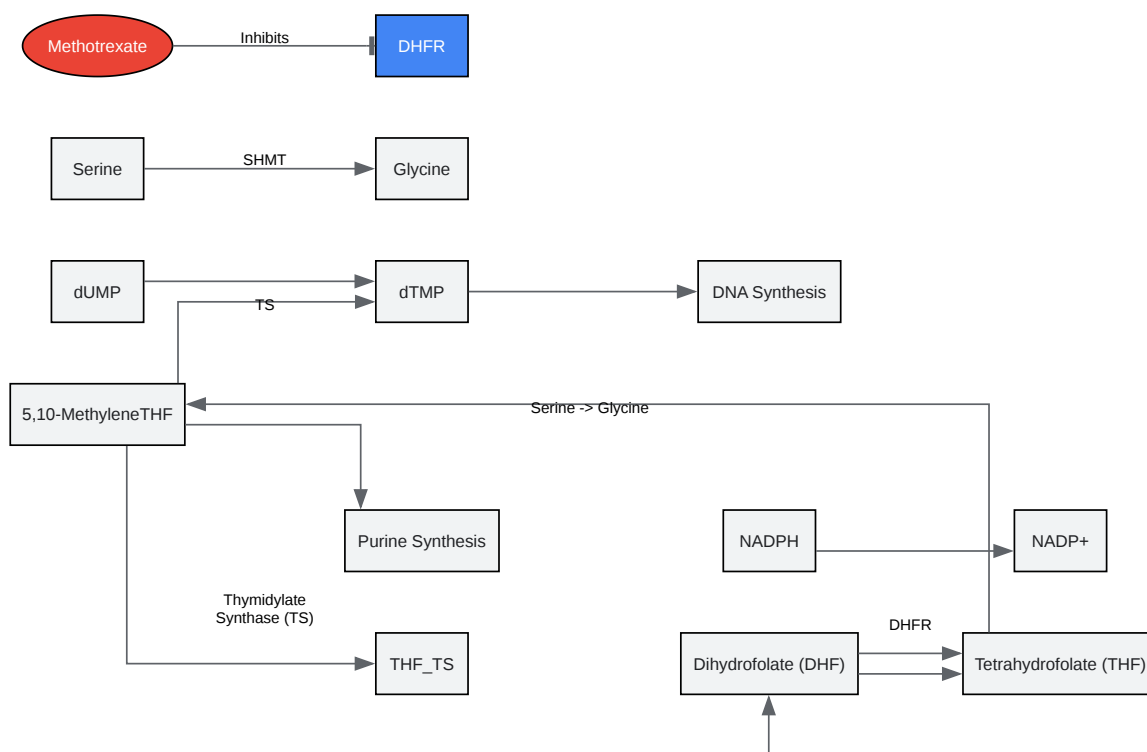 Methotrexate
Inhibits
DHFR
Serine
SHMT
Glycine
dUMP
TS
dTMP
DNA Synthesis
5,10-MethyleneTHF
Serine -> Glycine
Purine Synthesis
NADPH
NADP+
Thymidylate
Synthase (TS)
THF_TS
Dihydrofolate (DHF)
DHFR
Tetrahydrofolate (THF)